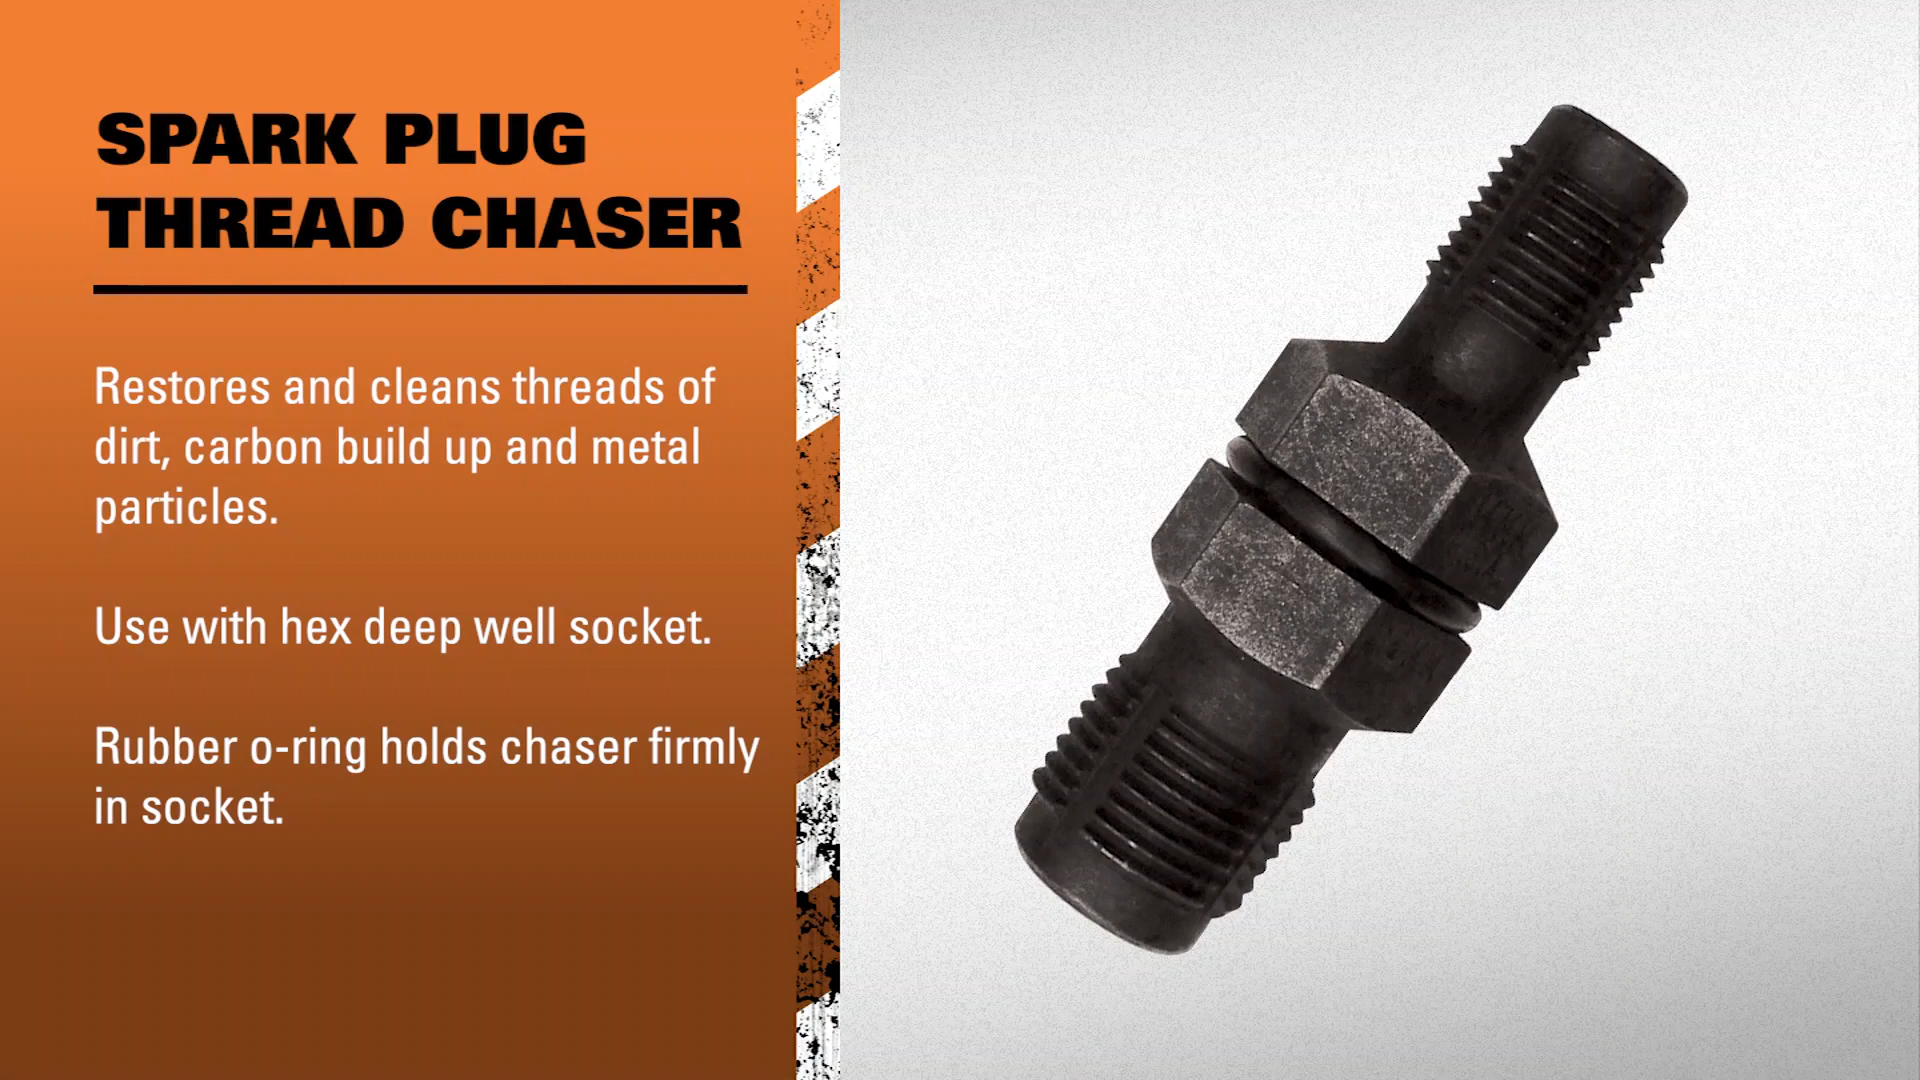 SPARK PLUG
THREAD CHASER
Restores and cleans threads of
dirt, carbon build up and metal
particles.
Use with hex deep well socket.
Rubber o-ring holds chaser firmly
in socket.